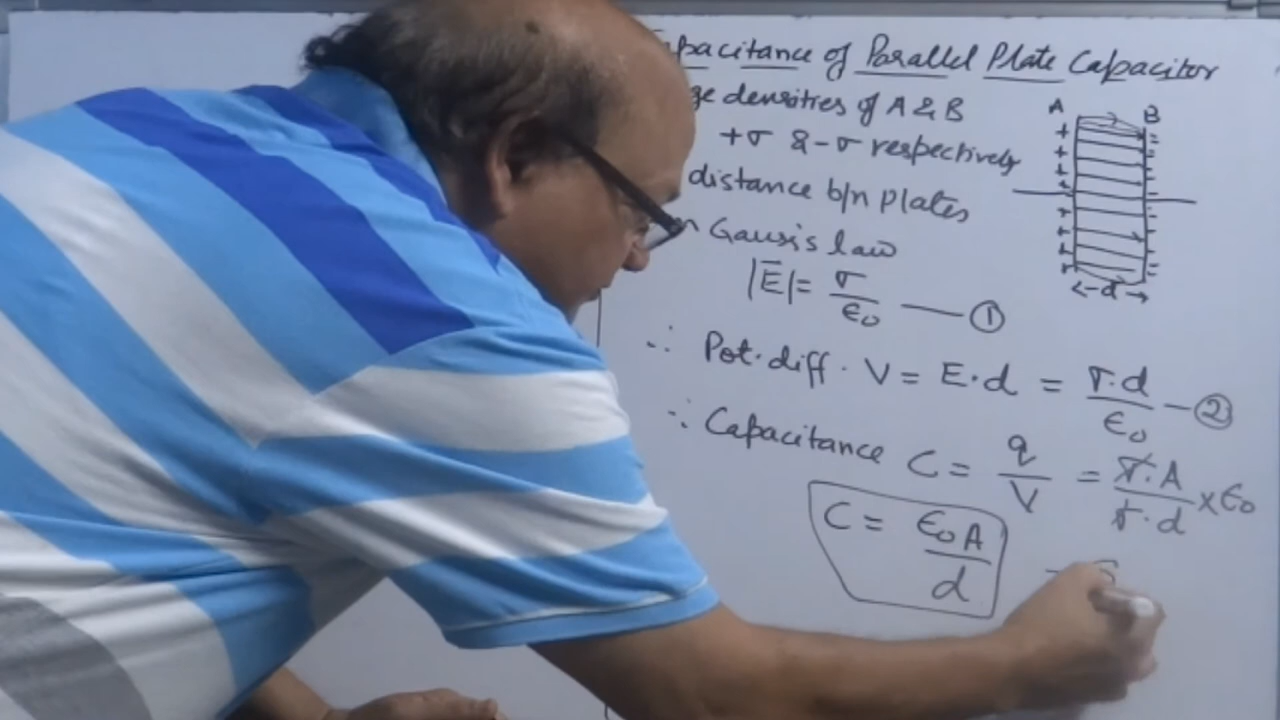 of Parallel Plate Capacitor
densities of A & B
+σ & -σ respectively
distance b/n plates
Gauss's law
|E̅| = σ/ε₀ — ①
∴ Pot. diff. V = E·d = σ·d/ε₀ — ②
∴ Capacitance C = q/V = σ·A/σ·d × ε₀
C = ε₀A/d
A B
+ + + + + + + +
d